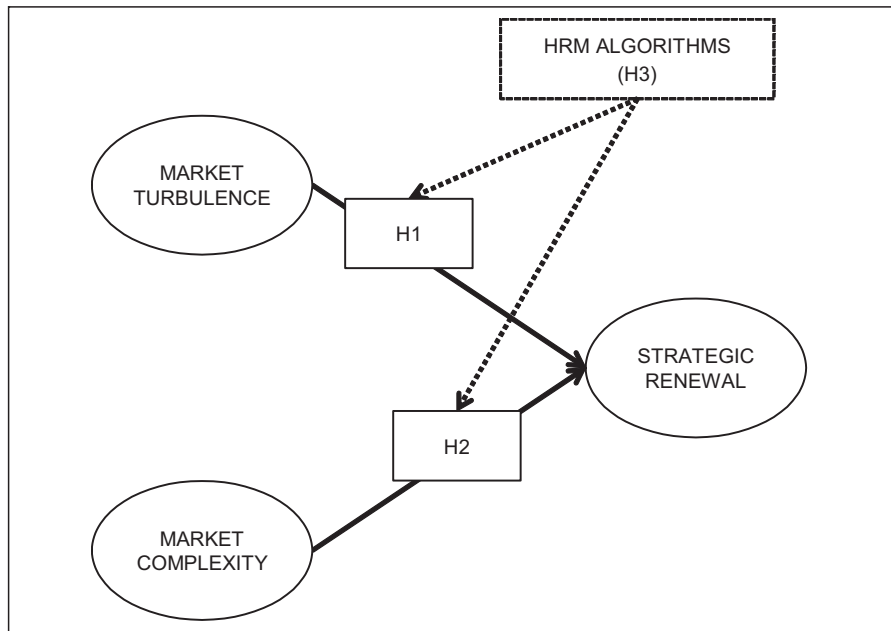 HRM ALGORITHMS
(H3)
MARKET
TURBULENCE
H1
STRATEGIC
RENEWAL
H2
MARKET
COMPLEXITY